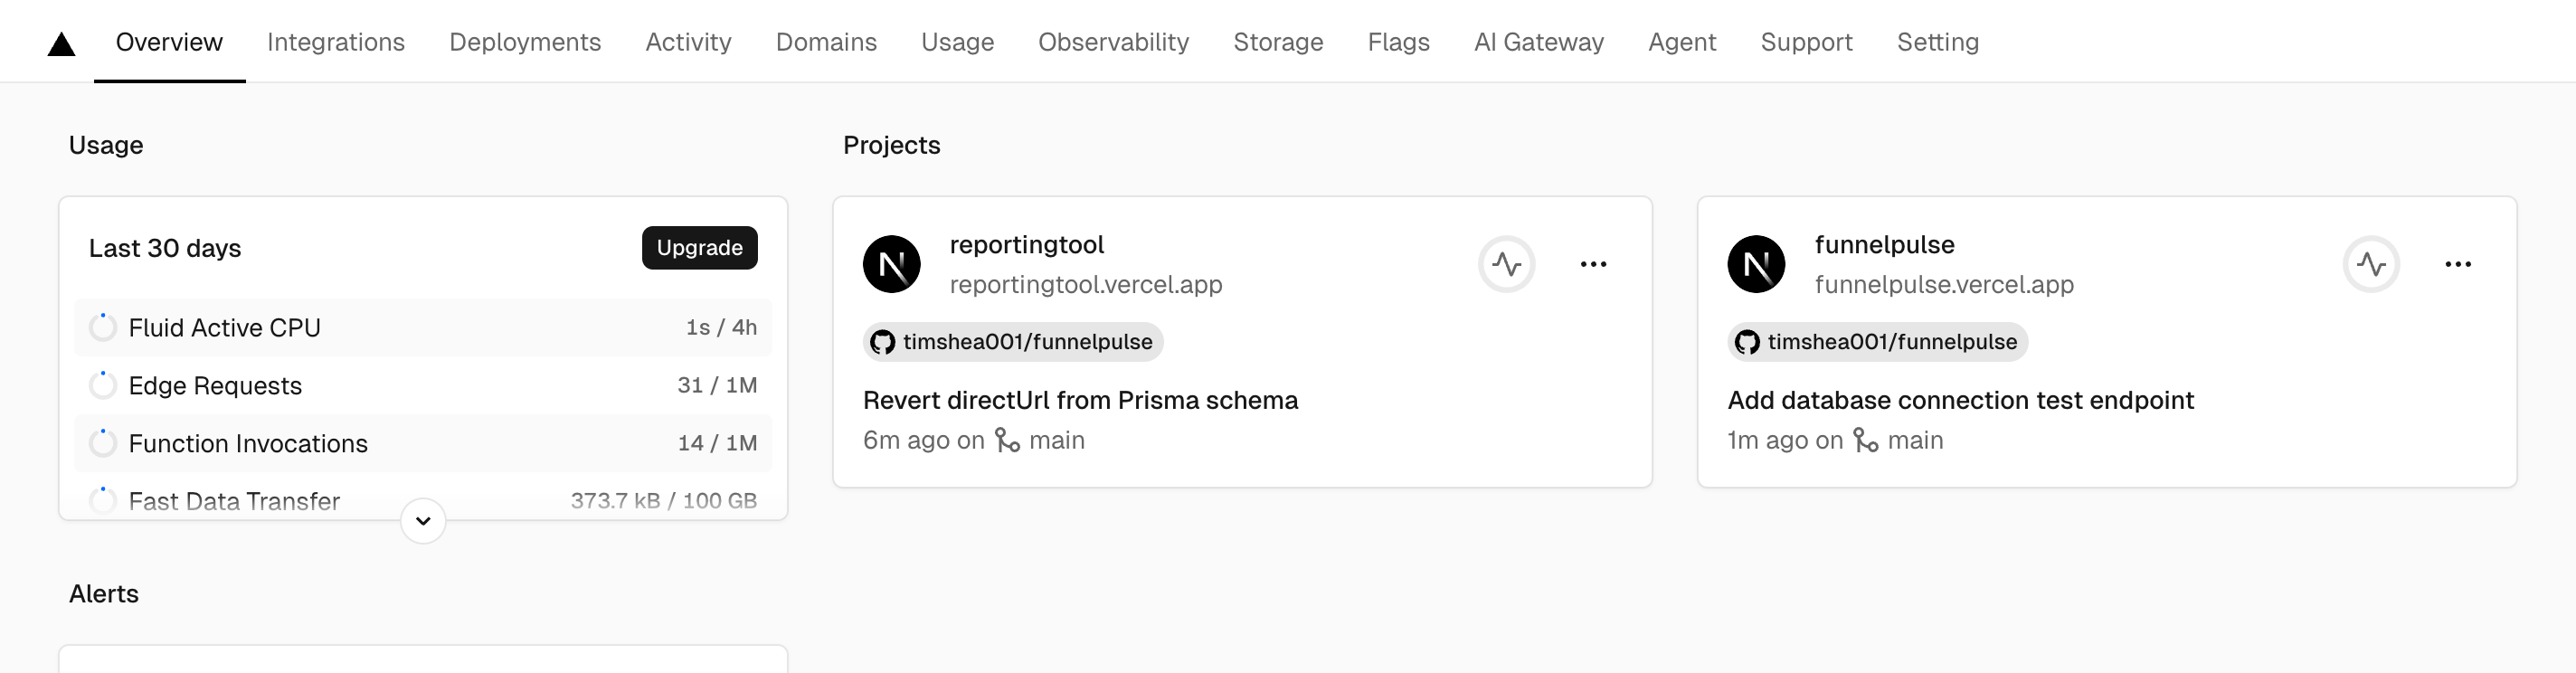 Overview Integrations Deployments Activity Domains Usage Observability Storage Flags AI Gateway Agent Support Setting
Usage
Last 30 days Upgrade
Fluid Active CPU 1s / 4h
Edge Requests 31 / 1M
Function Invocations 14 / 1M
Fast Data Transfer 373.7 kB / 100 GB
Alerts
Projects
reportingtool
reportingtool.vercel.app
timshea001/funnelpulse
Revert directUrl from Prisma schema
6m ago on main
funnelpulse
funnelpulse.vercel.app
timshea001/funnelpulse
Add database connection test endpoint
1m ago on main